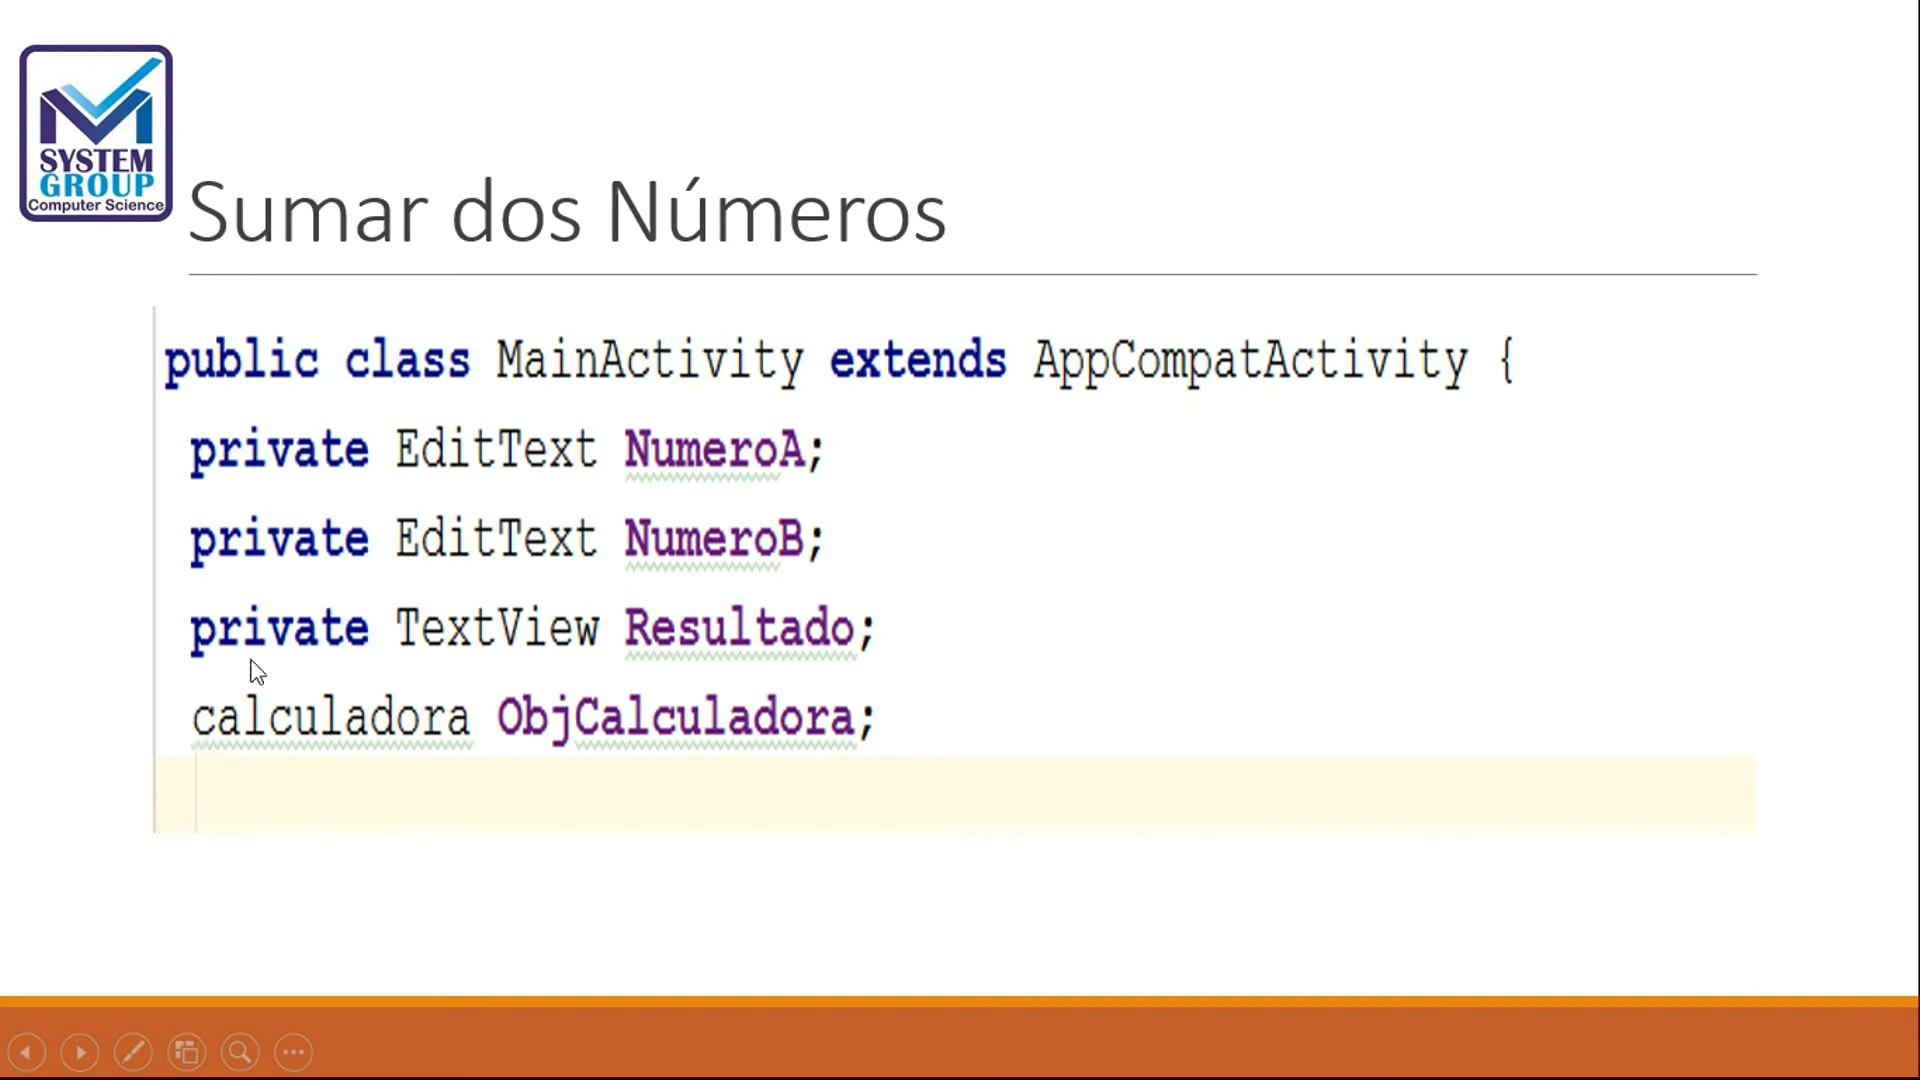 SYSTEM
GROUP
Computer Science
Sumar dos Números
public class MainActivity extends AppCompatActivity {
private EditText NumeroA;
private EditText NumeroB;
private TextView Resultado;
calculadora ObjCalculadora;